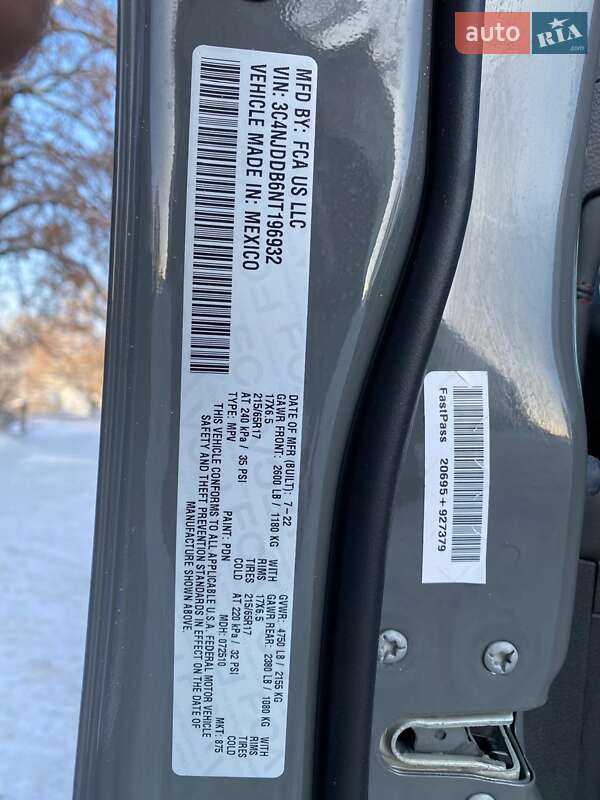 auto RIA.com
MFD BY: FCA US LLC
VIN: 3C4NJDDB6NT196932
VEHICLE MADE IN: MEXICO
DATE OF MFR (BUILT): 7-22 GVWR: 4750 LB / 2155 KG
GAWR FRONT: 2600 LB / 1180 KG WITH GAWR REAR: 2380 LB / 1080 KG WITH
17X6.5 RIMS 17X6.5 RIMS
215/65R17 TIRES 215/65R17 TIRES
AT 240 kPa / 35 PSI COLD AT 220 kPa / 32 PSI COLD
TYPE: MPV PAINT: PDN MDH: 072510 MKT: 875
THIS VEHICLE CONFORMS TO ALL APPLICABLE U.S.A. FEDERAL MOTOR VEHICLE
SAFETY AND THEFT PREVENTION STANDARDS IN EFFECT ON THE DATE OF
MANUFACTURE SHOWN ABOVE.
FastPass 20695+927379